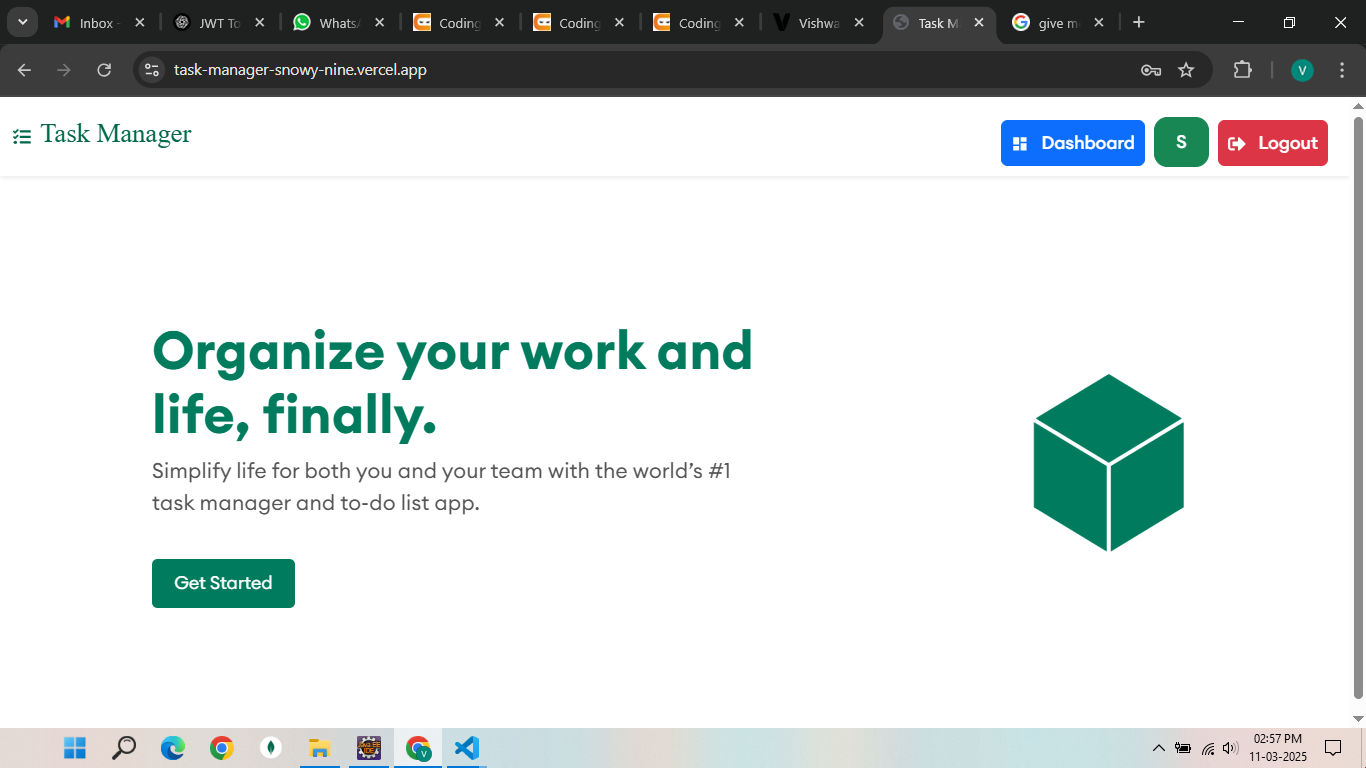 Inbox -
JWT To
Whats
Coding
Coding
Coding
Vishwa
Task M
give m
task-manager-snowy-nine.vercel.app
V
Task Manager
Dashboard
S
Logout
Organize your work and
life, finally.
Simplify life for both you and your team with the world’s #1
task manager and to-do list app.
Get Started
V
02:57 PM
11-03-2025